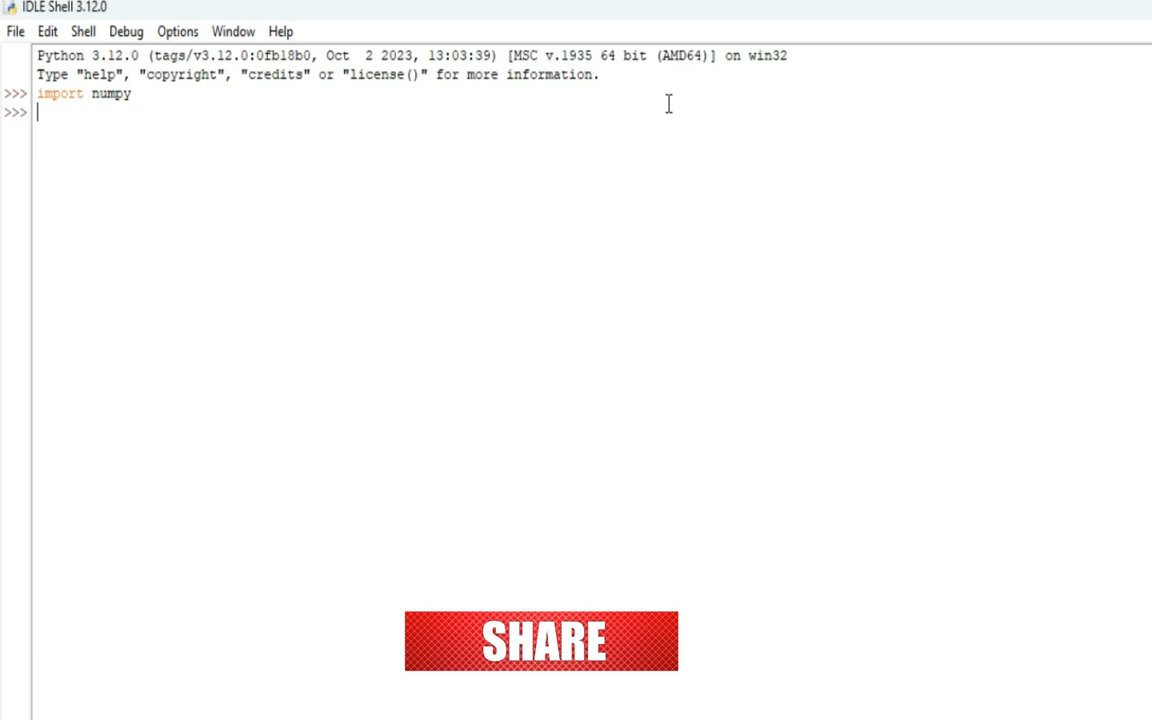 IDLE Shell 3.12.0
File Edit Shell Debug Options Window Help
Python 3.12.0 (tags/v3.12.0:0fb18b0, Oct  2 2023, 13:03:39) [MSC v.1935 64 bit (AMD64)] on win32
Type "help", "copyright", "credits" or "license()" for more information.
>>> import numpy
>>>
SHARE